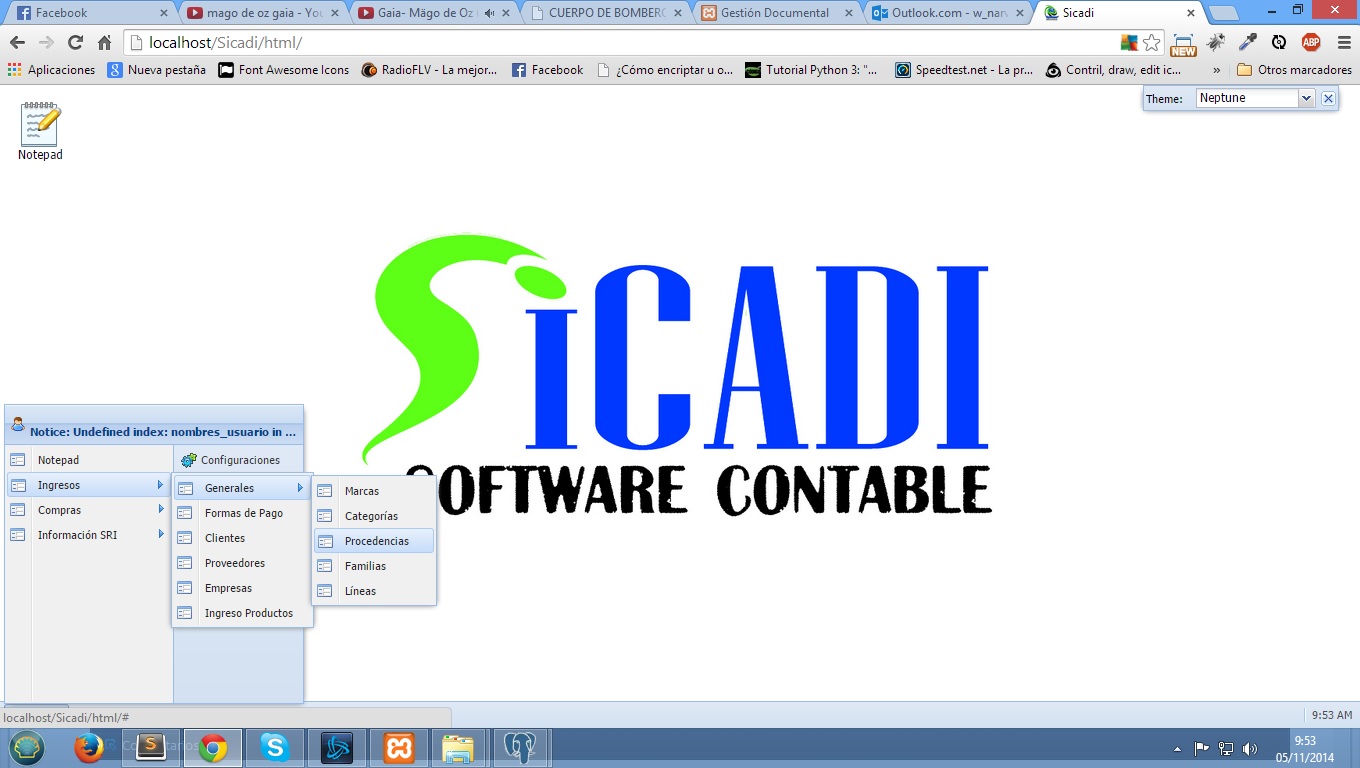 Facebook
mago de oz gaia - You
Gaia- Mägo de Oz
CUERPO DE BOMBERO
Gestión Documental
Outlook.com - w_nar
Sicadi
localhost/Sicadi/html/
NEW
ABP
Aplicaciones
Nueva pestaña
Font Awesome Icons
RadioFLV - La mejor...
Facebook
¿Cómo encriptar u o...
Tutorial Python 3: "...
Speedtest.net - La pr...
Contril, draw, edit ic...
»
Otros marcadores
Theme:
Neptune
Notepad
SiCADI
SOFTWARE CONTABLE
Notice: Undefined index: nombres_usuario in ...
Notepad
Ingresos
Compras
Información SRI
Configuraciones
Generales
Formas de Pago
Clientes
Proveedores
Empresas
Ingreso Productos
Marcas
Categorías
Procedencias
Familias
Líneas
localhost/Sicadi/html/#
9:53 AM
9:53
05/11/2014